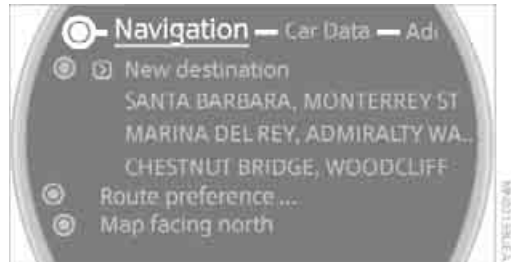 Navigation — Car Data — Ad
New destination
SANTA BARBARA, MONTERREY ST
MARINA DEL REY, ADMIRALTY WA..
CHESTNUT BRIDGE, WOODCLIFF
Route preference ...
Map facing north